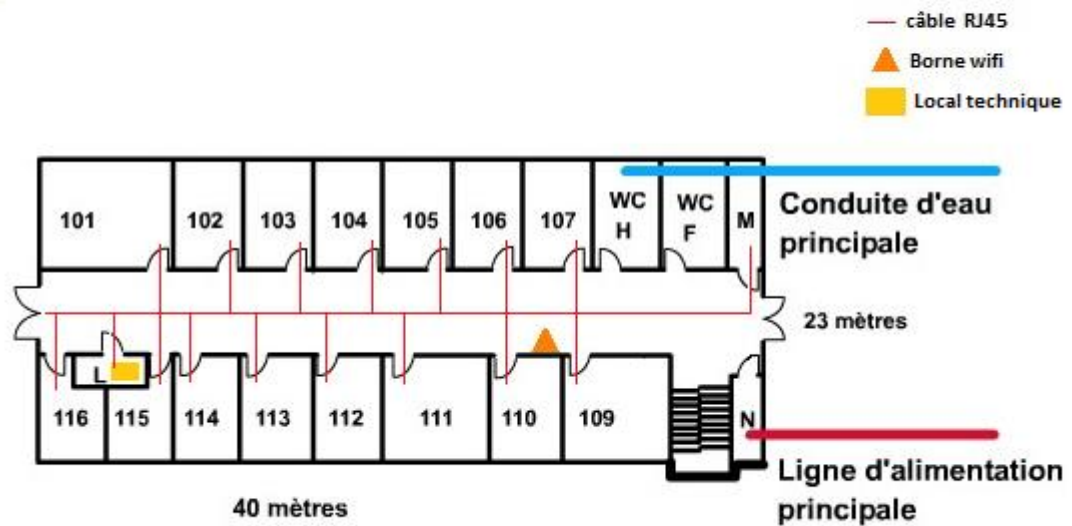 câble RJ45
Borne wifi
Local technique
101 102 103 104 105 106 107 WC H WC F M
Conduite d'eau
principale
23 mètres
L
116 115 114 113 112 111 110 109 N
Ligne d'alimentation
principale
40 mètres